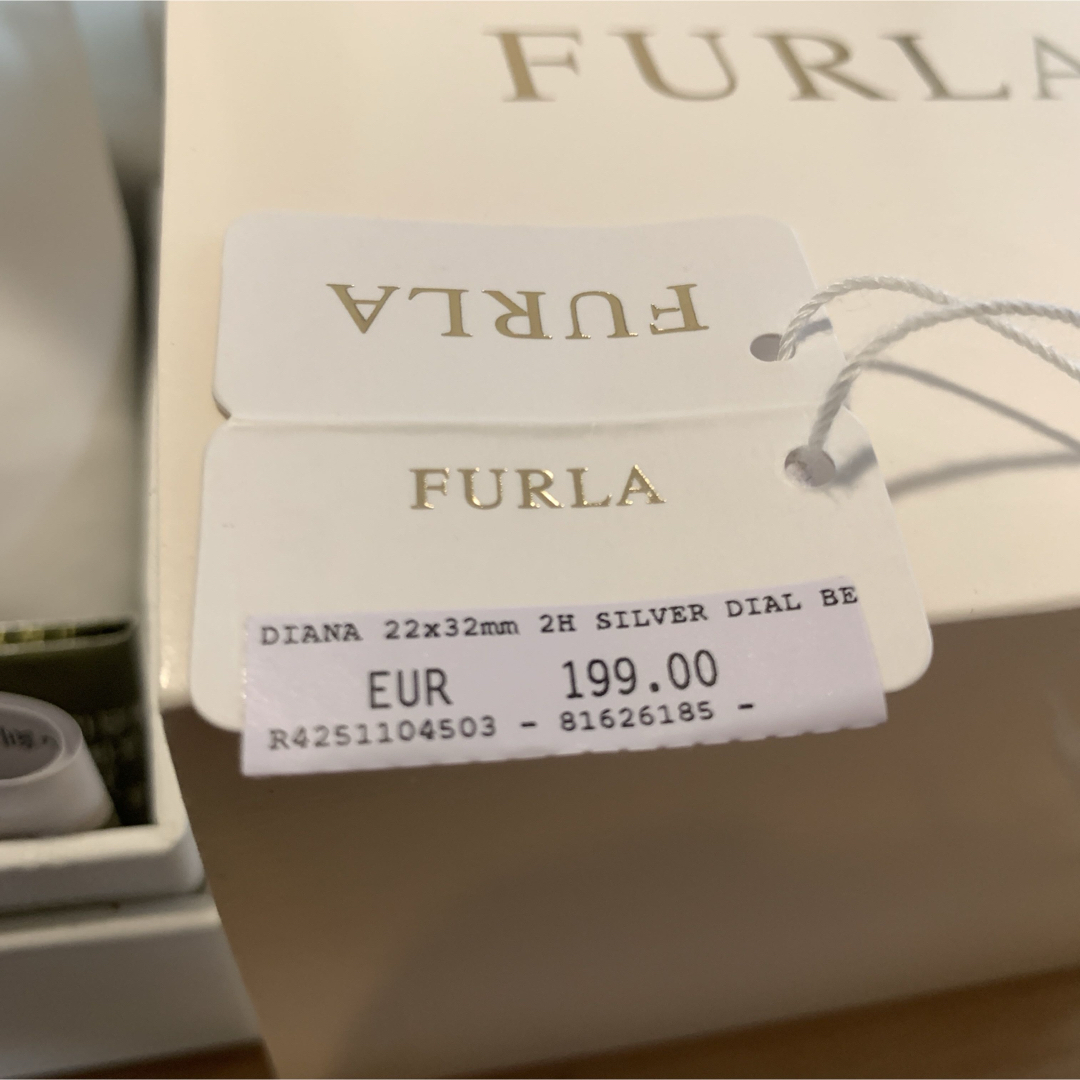 FURLA
FURLA
FURLA
DIANA 22x32mm 2H SILVER DIAL BE
EUR 199.00
R4251104503 - 81626185 -